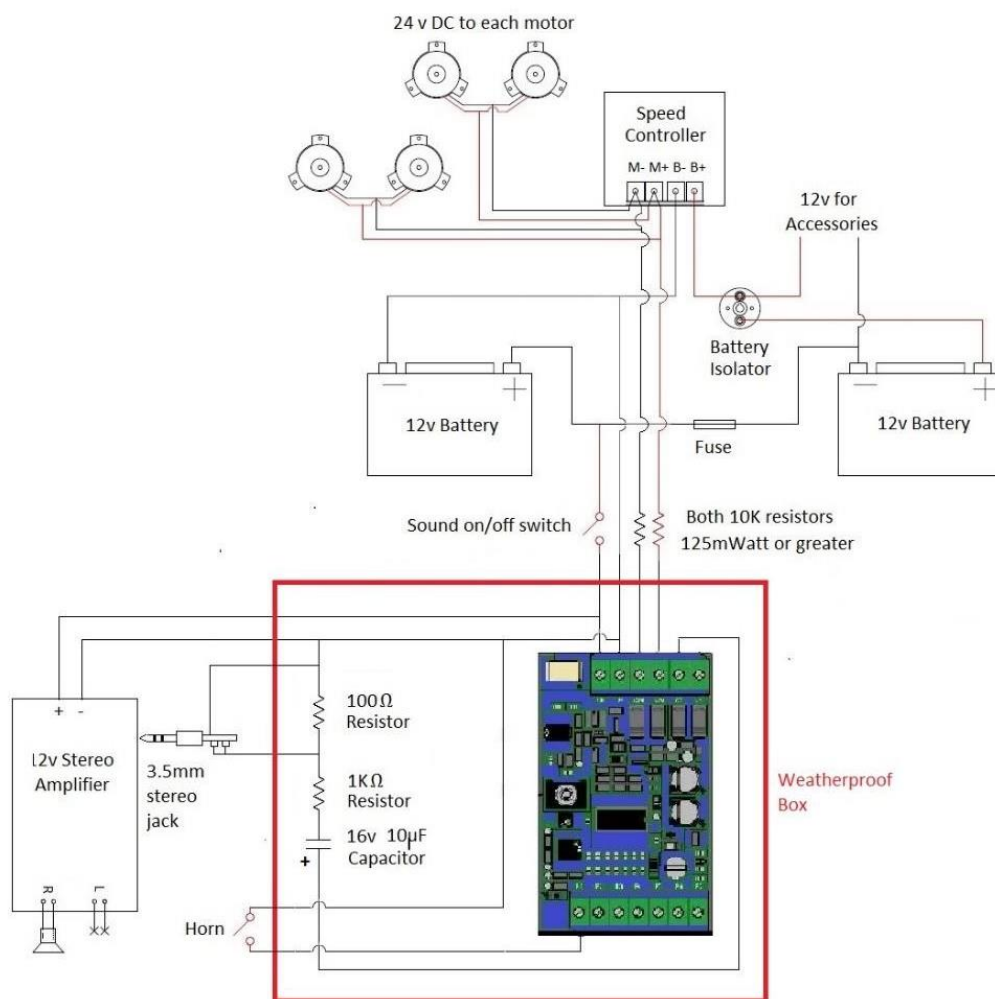 24 v DC to each motor
Speed
Controller
M- M+ B- B+
12v for
Accessories
Battery
Isolator
12v Battery
12v Battery
Fuse
Sound on/off switch
Both 10K resistors
125mWatt or greater
+ -
12v Stereo
Amplifier
3.5mm
stereo
jack
100Ω
Resistor
1KΩ
Resistor
16v 10µF
Capacitor
+
Weatherproof
Box
R L
Horn